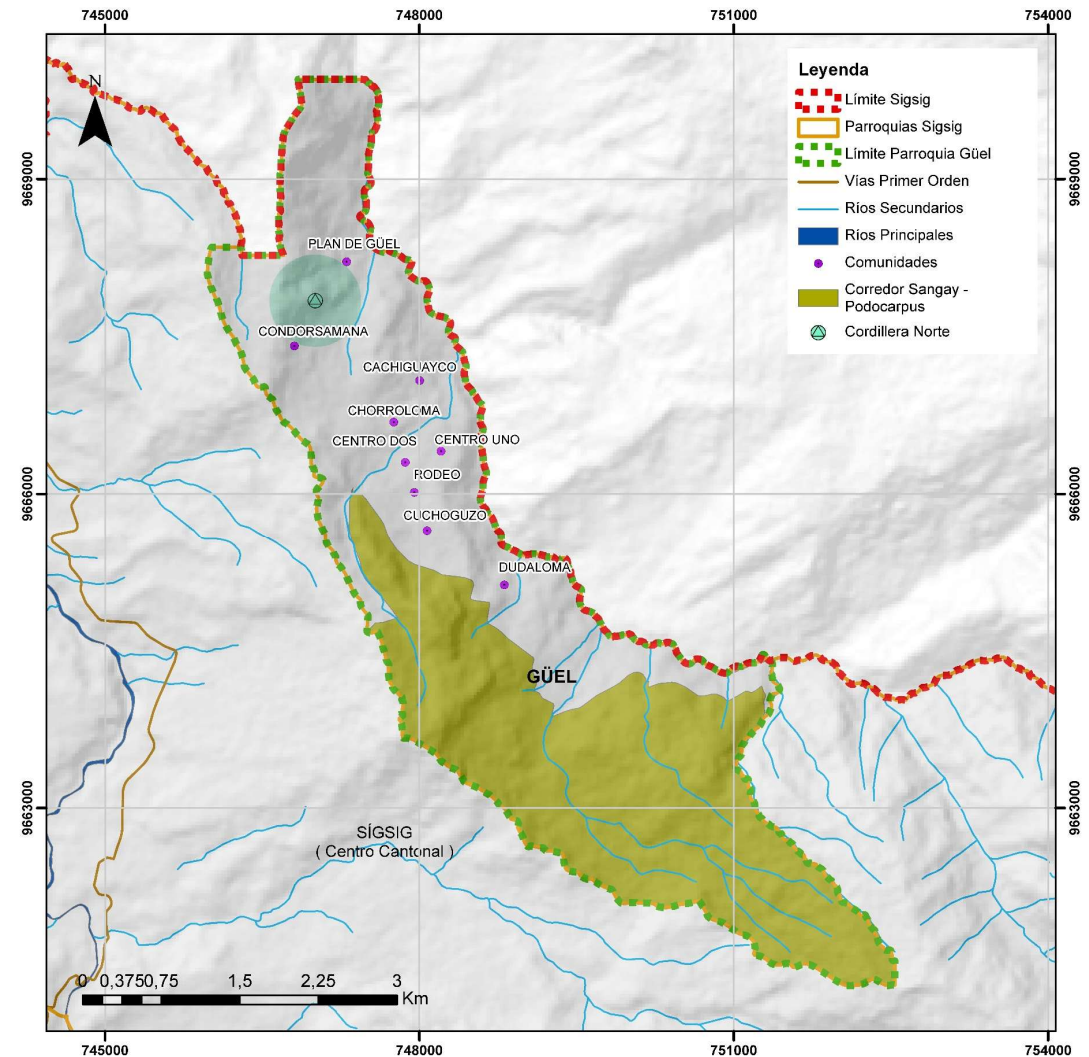 745000 748000 751000 754000
N
Leyenda
Límite Sigsig
Parroquias Sigsig
Límite Parroquia Güel
Vías Primer Orden
Ríos Secundarios
Ríos Principales
Comunidades
Corredor Sangay -
Podocarpus
Cordillera Norte
9669000 9669000
PLAN DE GÜEL
CONDORSAMANA
CACHIGUAYCO
CHORROLOMA
CENTRO DOS CENTRO UNO
RODEO
9666000 9666000
CUCHOGUZO
DUDALOMA
GÜEL
9663000 9663000
SÍGSIG
( Centro Cantonal )
0 0,375 0,75 1,5 2,25 3
Km
745000 748000 751000 754000